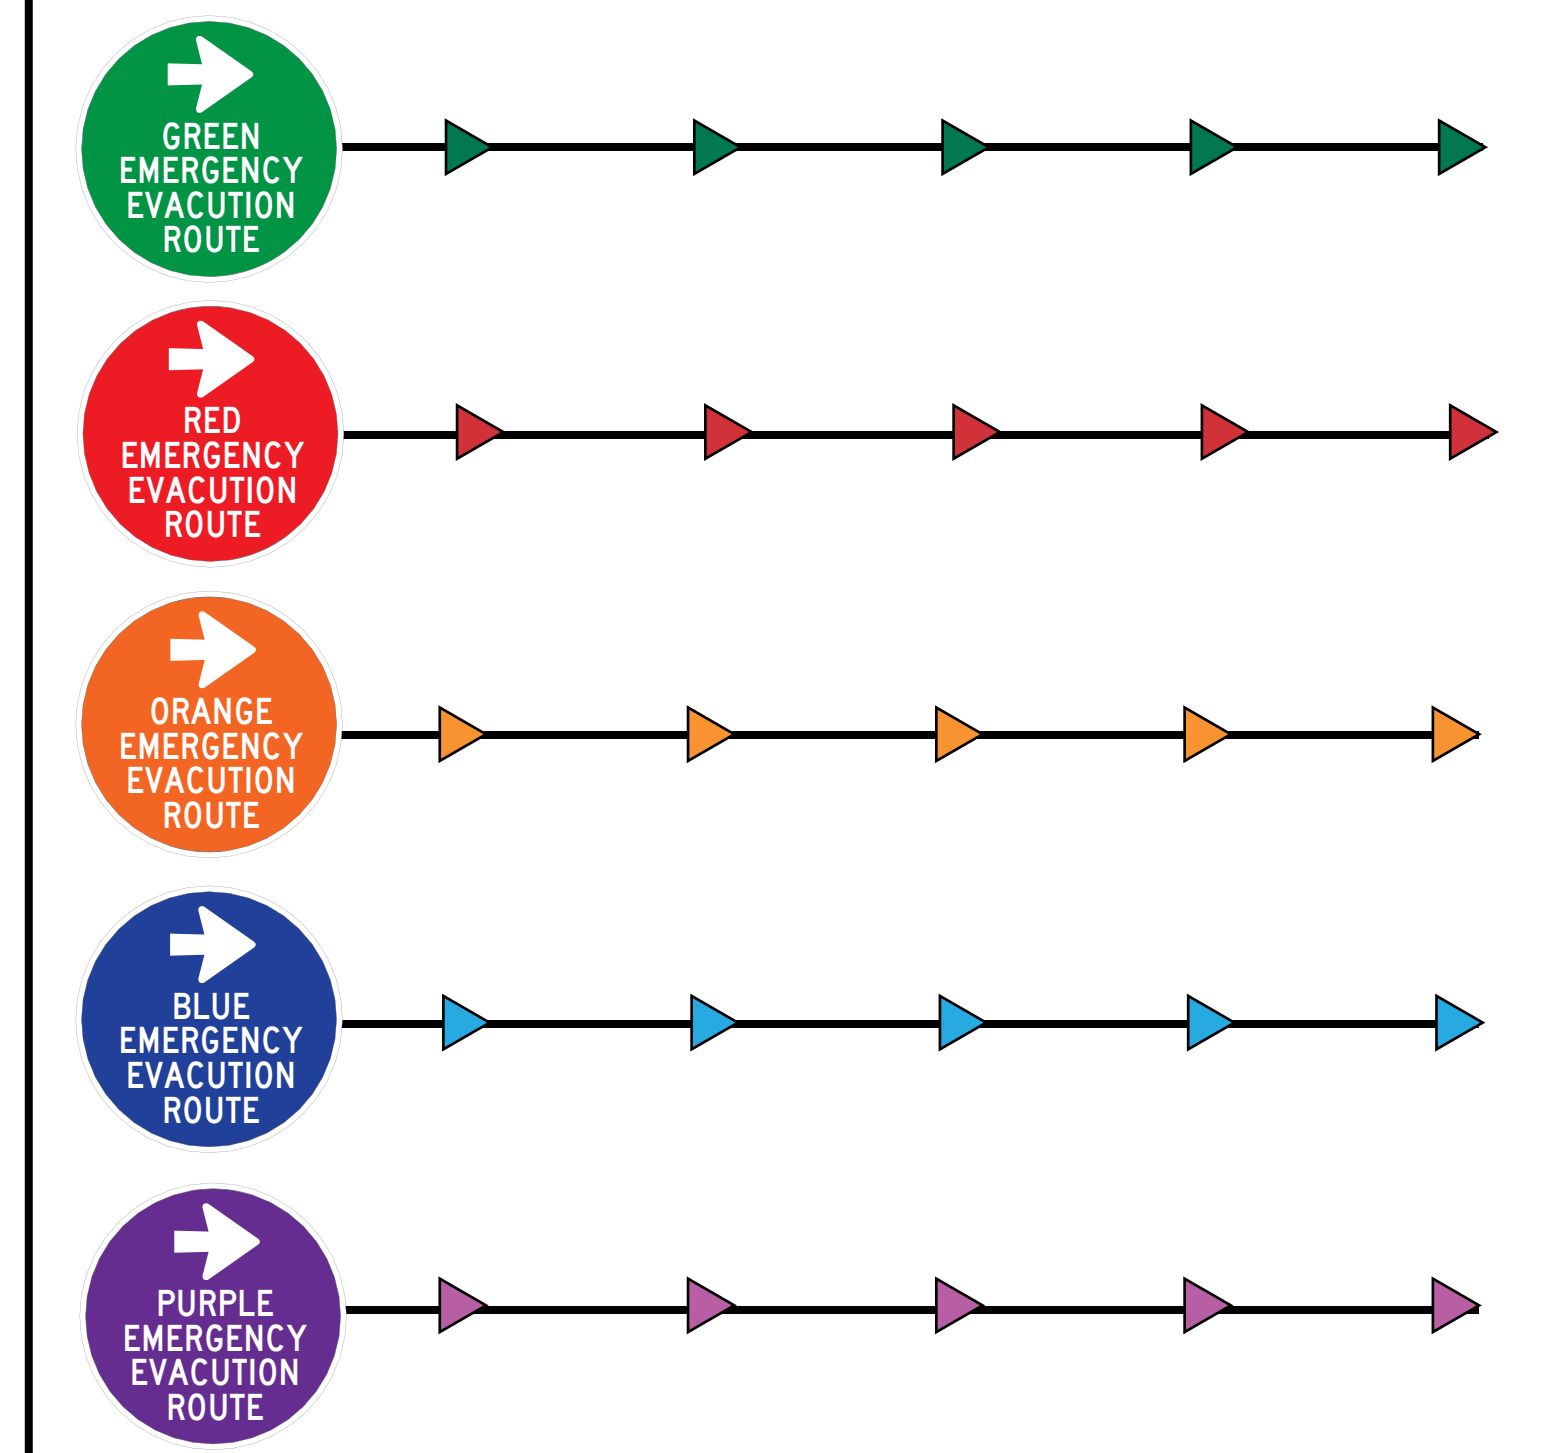 GREEN
EMERGENCY
EVACUTION
ROUTE
RED
EMERGENCY
EVACUTION
ROUTE
ORANGE
EMERGENCY
EVACUTION
ROUTE
BLUE
EMERGENCY
EVACUTION
ROUTE
PURPLE
EMERGENCY
EVACUTION
ROUTE